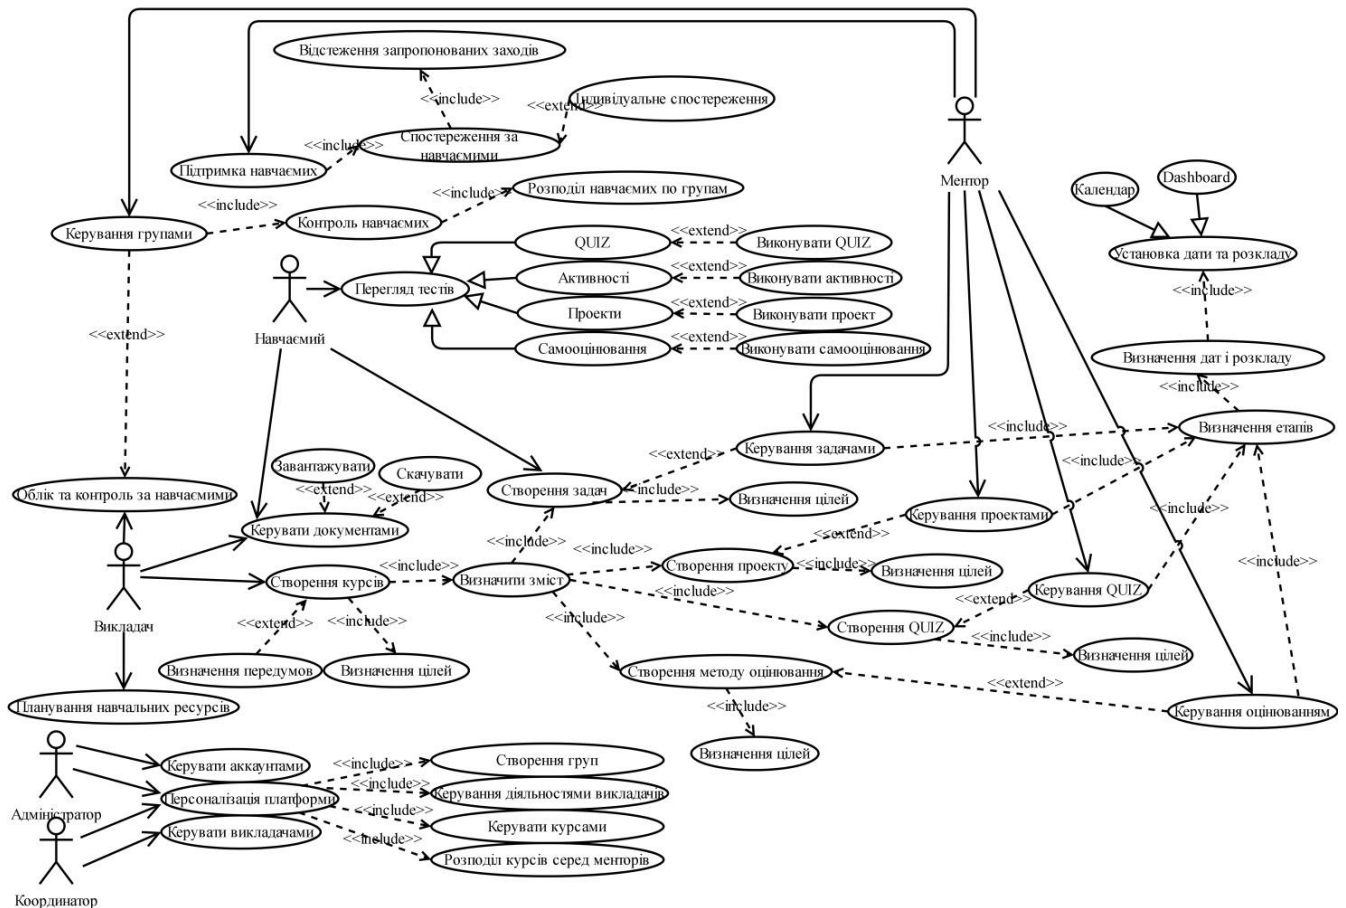 Відстеження запропонованих заходів
<<include>>
Індивідуальне спостереження
<<extend>>
Спостереження за
навчаємими
<<include>>
Підтримка навчаємих
Ментор
Dashboard
Календар
Розподіл навчаємих по групам
<<include>>
<<include>>
Контроль навчаємих
Керування групами
QUIZ
<<extend>>
Виконувати QUIZ
Установка дати та розкладу
Активності
<<extend>>
Виконувати активності
Перегляд тестів
<<include>>
Проекти
<<extend>>
Виконувати проект
Навчаємий
<<extend>>
Самооцінювання
<<extend>>
Виконувати самооцінювання
Визначення дат і розкладу
<<include>>
Визначення етапів
<<include>>
Керування задачами
<<extend>>
<<include>>
Завантажувати
Скачувати
<<extend>>
<<extend>>
Облік та контроль за навчаємими
Створення задач
<<include>>
Визначення цілей
Керування проектами
<<include>>
Керувати документами
<<extend>>
<<include>>
<<include>>
Створення проекту
<<include>>
Визначення цілей
<<include>>
Створення курсів
<<include>>
Визначити зміст
<<include>>
Керування QUIZ
<<extend>>
Викладач
<<extend>>
<<include>>
<<include>>
Створення QUIZ
<<include>>
Визначення цілей
Визначення передумов
Визначення цілей
Створення методу оцінювання
<<extend>>
Планування навчальних ресурсів
<<include>>
Керування оцінюванням
Визначення цілей
Керувати аккаунтами
<<include>>
Створення груп
<<include>>
Керування діяльностями викладачів
Персоналізація платформи
Адміністратор
<<include>>
Керувати курсами
Керувати викладачами
<<include>>
Розподіл курсів серед менторів
Координатор